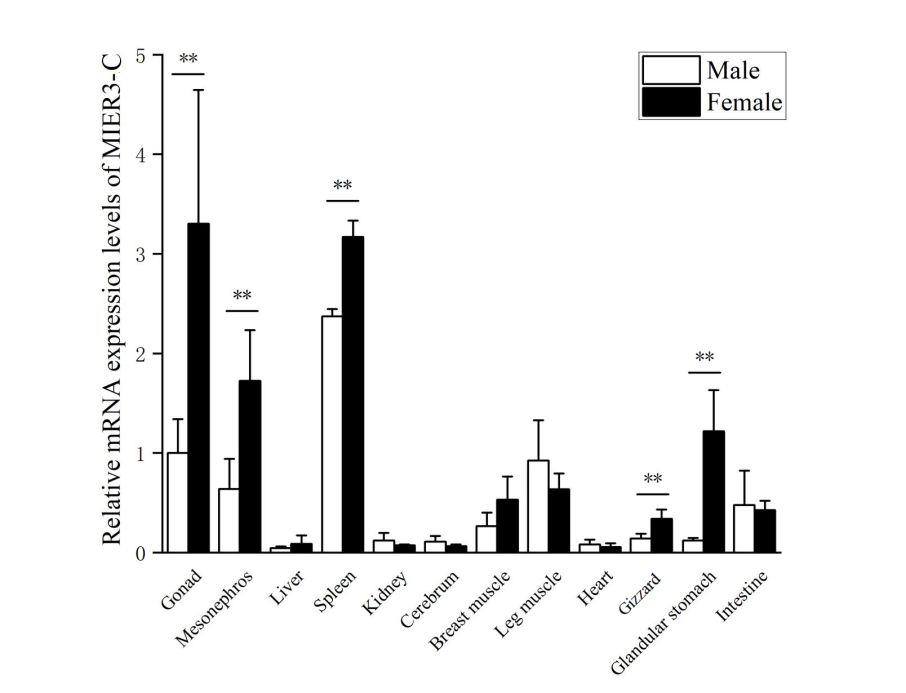 Relative mRNA expression levels of MIER3-C
5
4
3
2
1
0
**
**
**
**
**
Male
Female
Gonad
Mesonephros
Liver
Spleen
Kidney
Cerebrum
Breast muscle
Leg muscle
Heart
Gizzard
Glandular stomach
Intestine